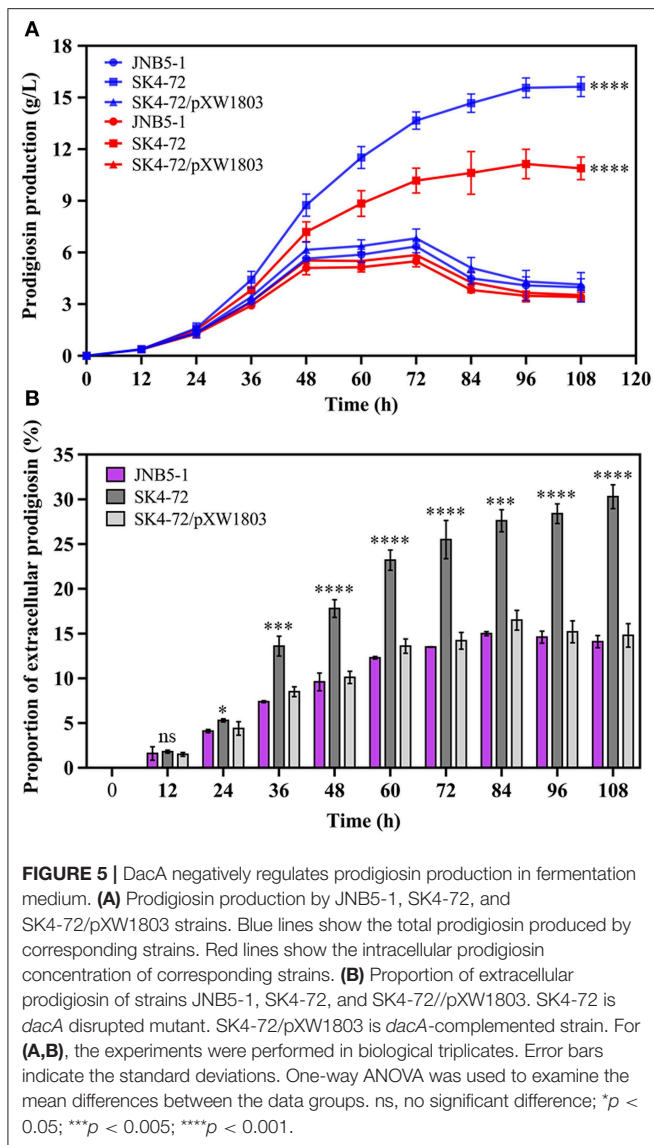 A
Prodigiosin production (g/L)
18
15
12
9
6
3
0
JNB5-1
SK4-72
SK4-72/pXW1803
JNB5-1
SK4-72
SK4-72/pXW1803
****
****
0 12 24 36 48 60 72 84 96 108 120
Time (h)
B
Proportion of extracellular prodigiosin (%)
35
30
25
20
15
10
5
0
JNB5-1
SK4-72
SK4-72/pXW1803
ns * *** **** **** **** *** **** ****
0 12 24 36 48 60 72 84 96 108
Time (h)
FIGURE 5 | DacA negatively regulates prodigiosin production in fermentation
medium. (A) Prodigiosin production by JNB5-1, SK4-72, and
SK4-72/pXW1803 strains. Blue lines show the total prodigiosin produced by
corresponding strains. Red lines show the intracellular prodigiosin
concentration of corresponding strains. (B) Proportion of extracellular
prodigiosin of strains JNB5-1, SK4-72, and SK4-72//pXW1803. SK4-72 is
dacA disrupted mutant. SK4-72/pXW1803 is dacA-complemented strain. For
(A,B), the experiments were performed in biological triplicates. Error bars
indicate the standard deviations. One-way ANOVA was used to examine the
mean differences between the data groups. ns, no significant difference; *p <
0.05; ***p < 0.005; ****p < 0.001.